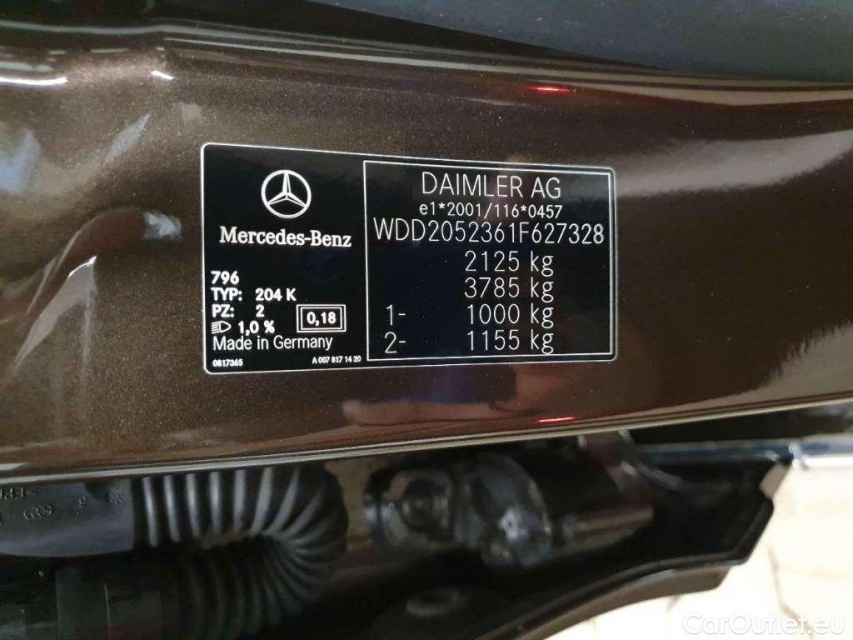 Mercedes-Benz
796
TYP: 204 K
PZ: 2
1,0 %
0,18
Made in Germany
0817365
A 007 817 14 20
DAIMLER AG
e1*2001/116*0457
WDD2052361F627328
2125 kg
3785 kg
1- 1000 kg
2- 1155 kg
CarOutlet.eu